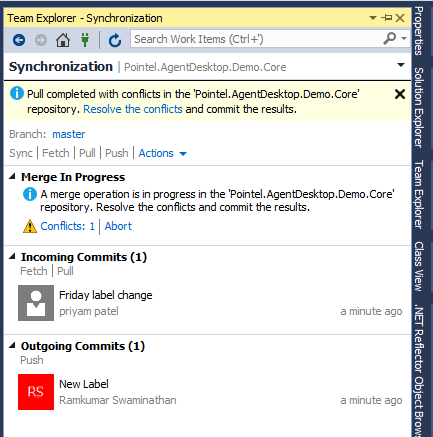 Team Explorer - Synchronization
Search Work Items (Ctrl+')
Synchronization | Pointel.AgentDesktop.Demo.Core
Pull completed with conflicts in the 'Pointel.AgentDesktop.Demo.Core'
repository. Resolve the conflicts and commit the results.
Branch: master
Sync | Fetch | Pull | Push | Actions
Merge In Progress
A merge operation is in progress in the 'Pointel.AgentDesktop.Demo.Core'
repository. Resolve the conflicts and commit the results.
Conflicts: 1 | Abort
Incoming Commits (1)
Fetch | Pull
Friday label change
priyam patel a minute ago
Outgoing Commits (1)
Push
RS
New Label
Ramkumar Swaminathan a minute ago
Properties
Solution Explorer
Team Explorer
Class View
.NET Reflector Object Brows